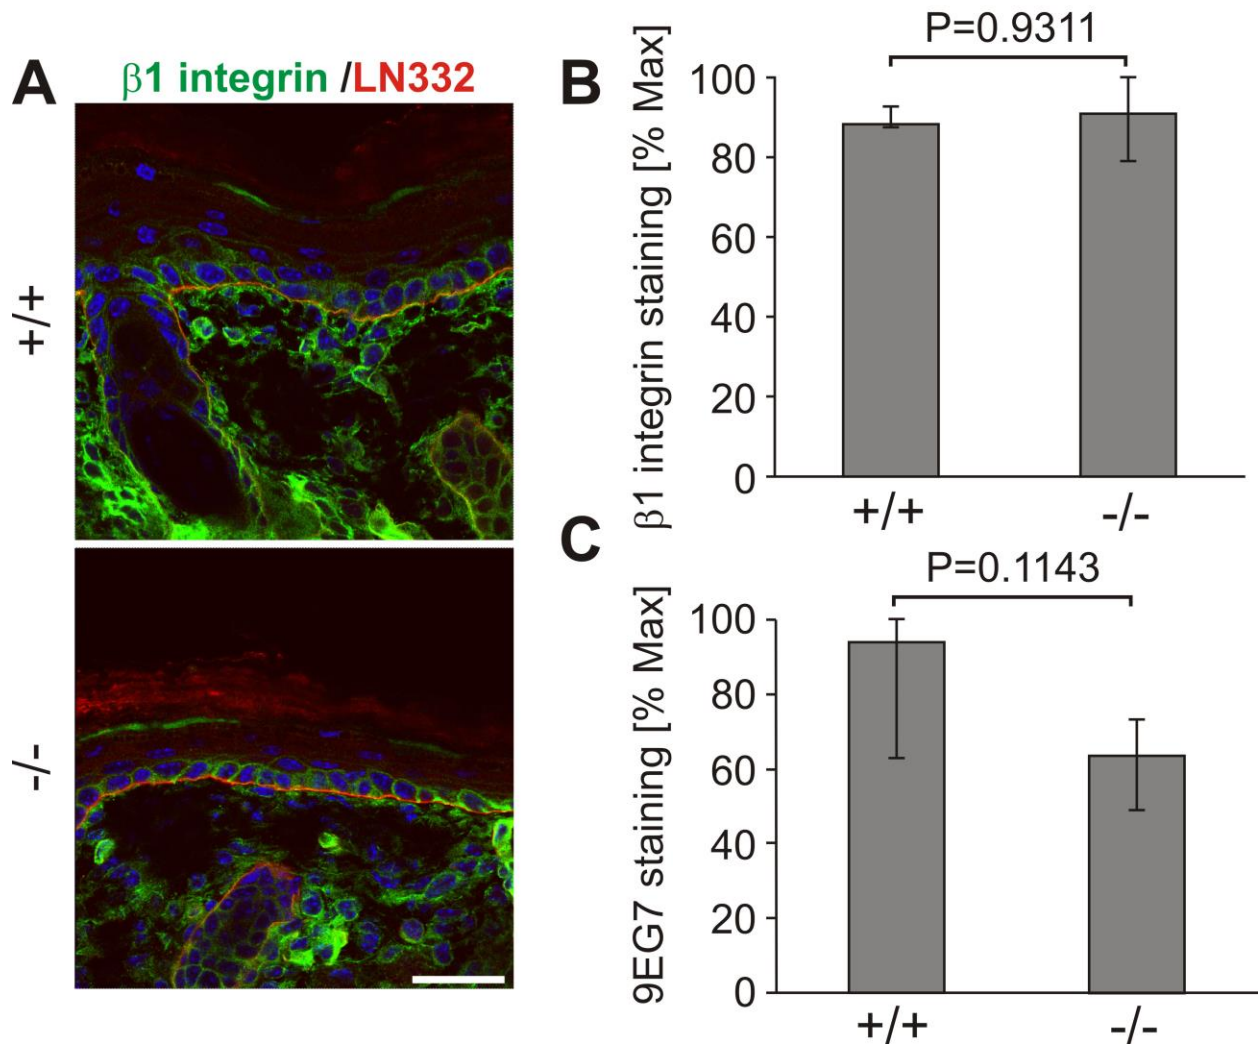 A
β1 integrin /LN332
+/+
-/-
B
P=0.9311
β1 integrin staining [% Max]
100
80
60
40
20
0
+/+
-/-
C
P=0.1143
9EG7 staining [% Max]
100
80
60
40
20
0
+/+
-/-